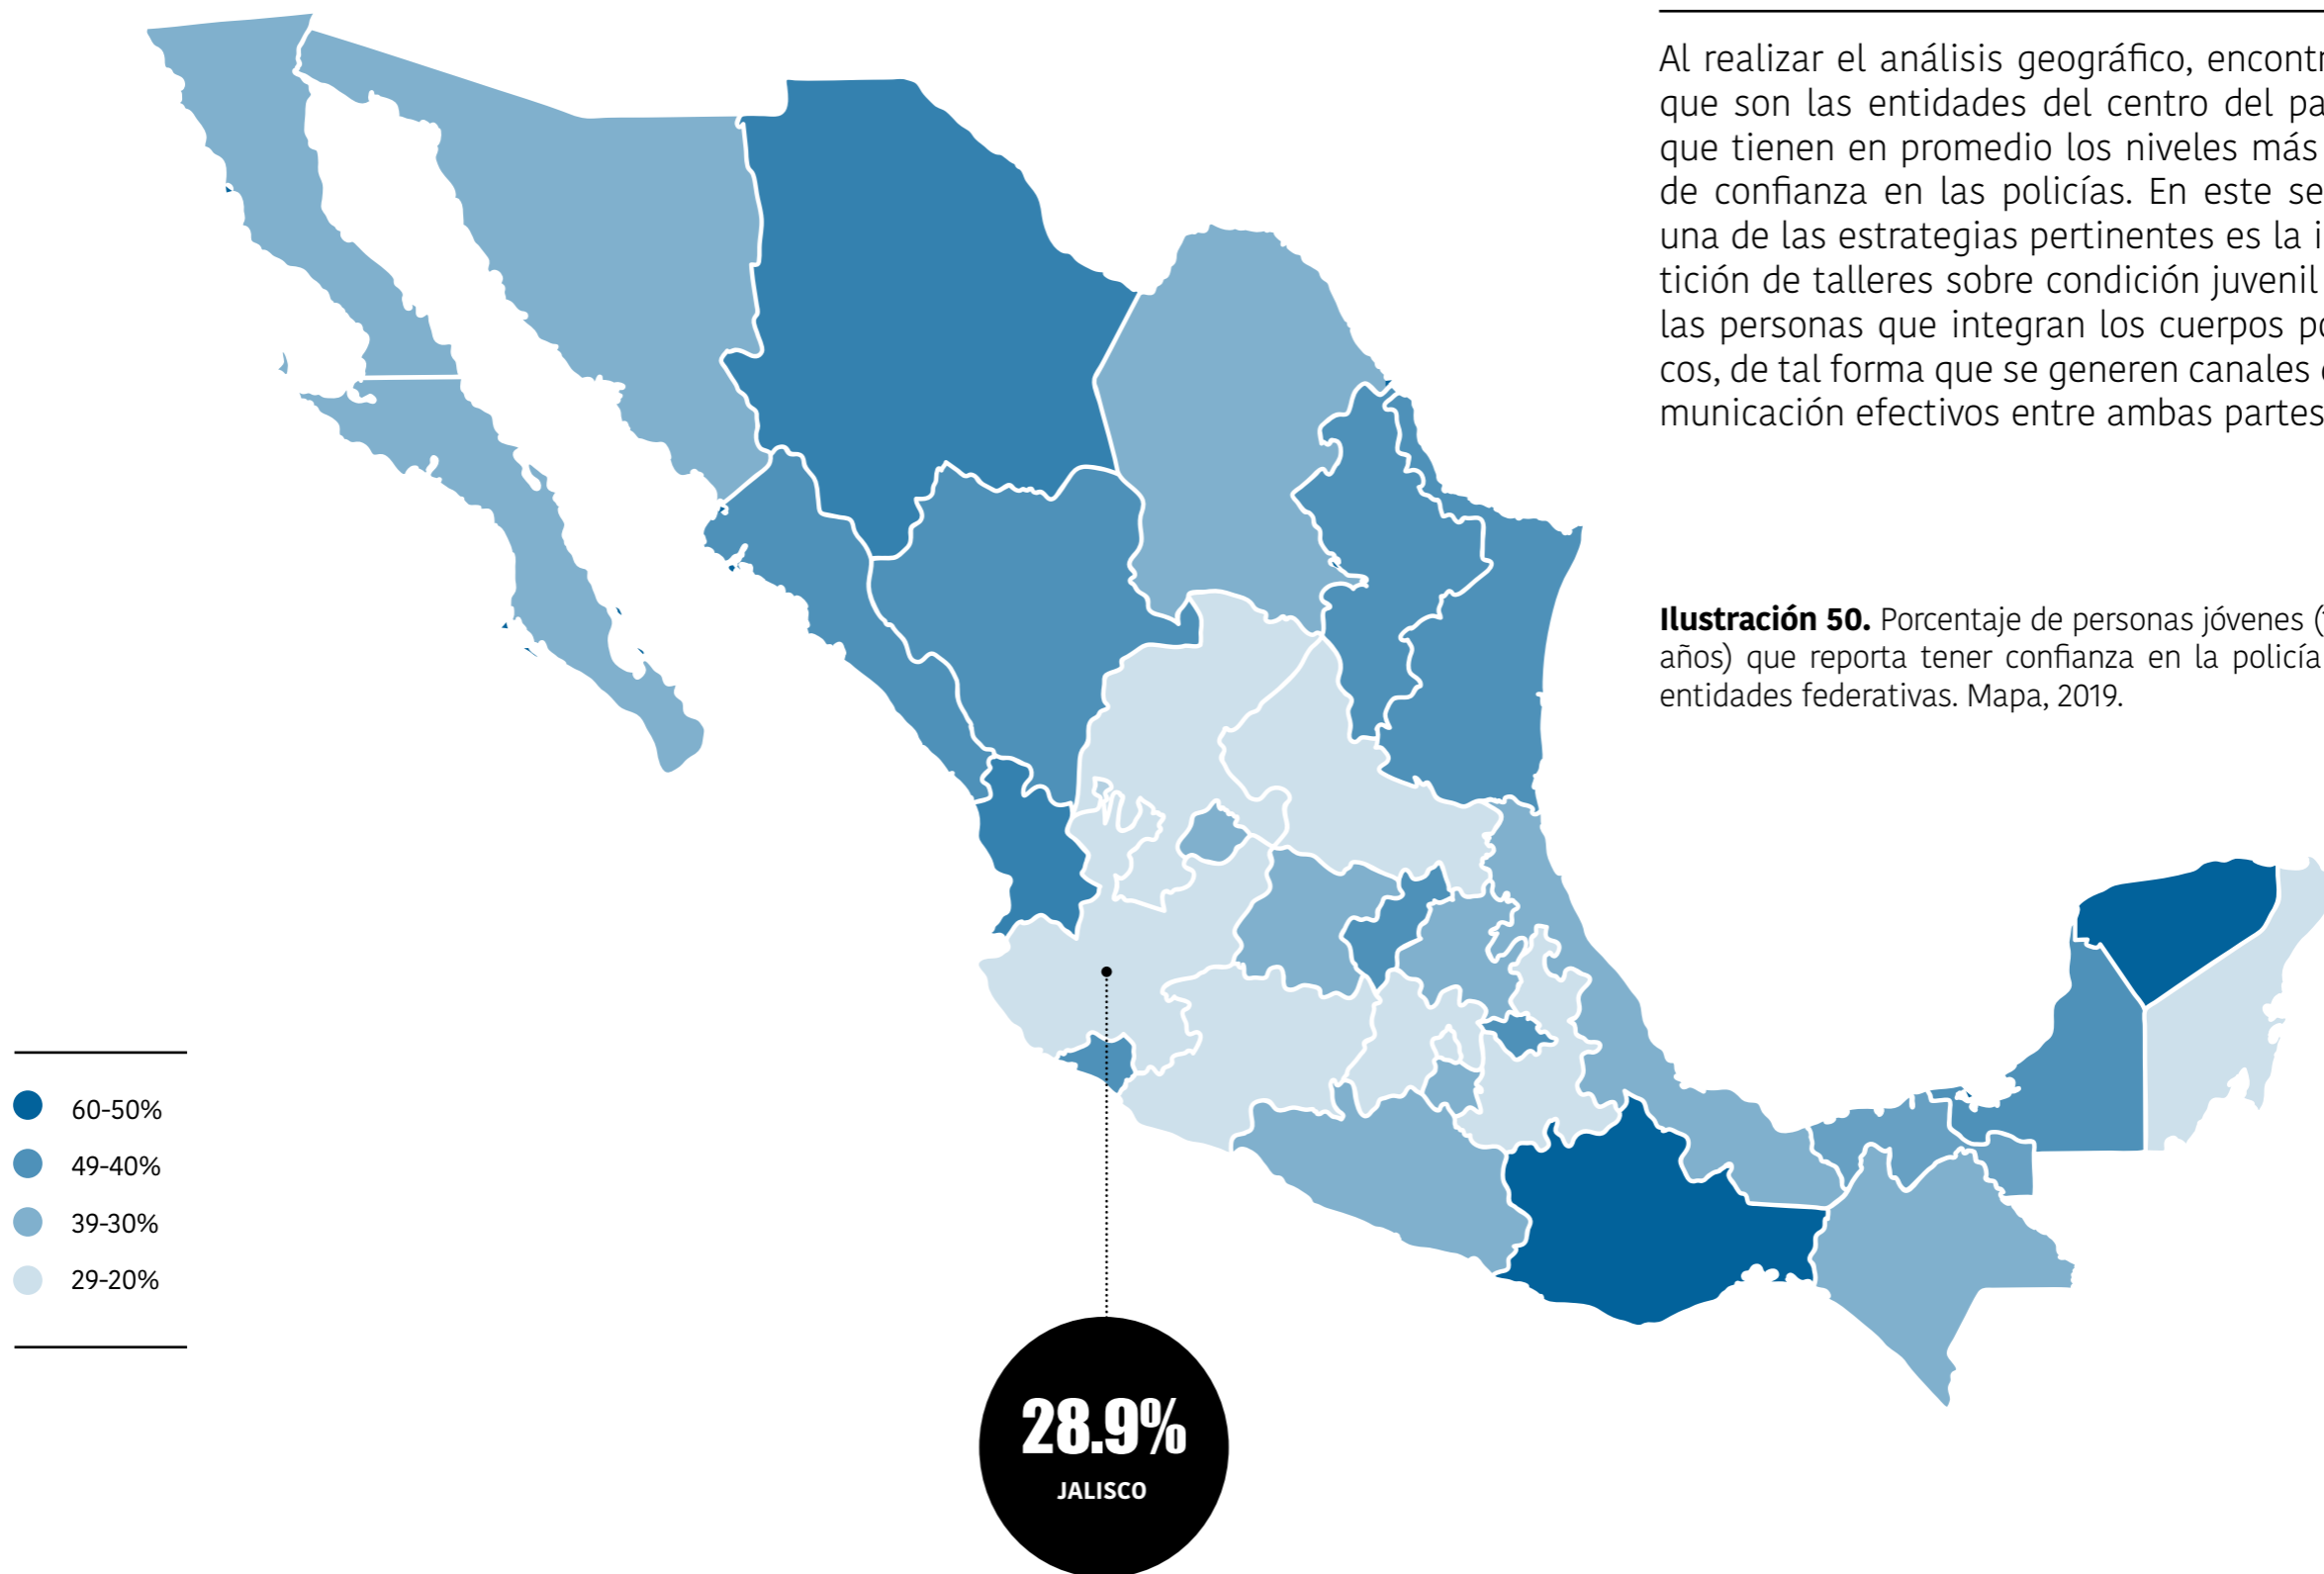 Al realizar el análisis geográfico,
que son las entidades del centro del
que tienen en promedio los niveles más
de confianza en las policías. En este
una de las estrategias pertinentes es la
tición de talleres sobre condición juvenil
las personas que integran los cuerpos
cos, de tal forma que se generen canales
municación efectivos entre ambas partes
Ilustración 50. Porcentaje de personas jóvenes
años) que reporta tener confianza en la policía
entidades federativas. Mapa, 2019.
60-50%
49-40%
39-30%
29-20%
28.9%
JALISCO